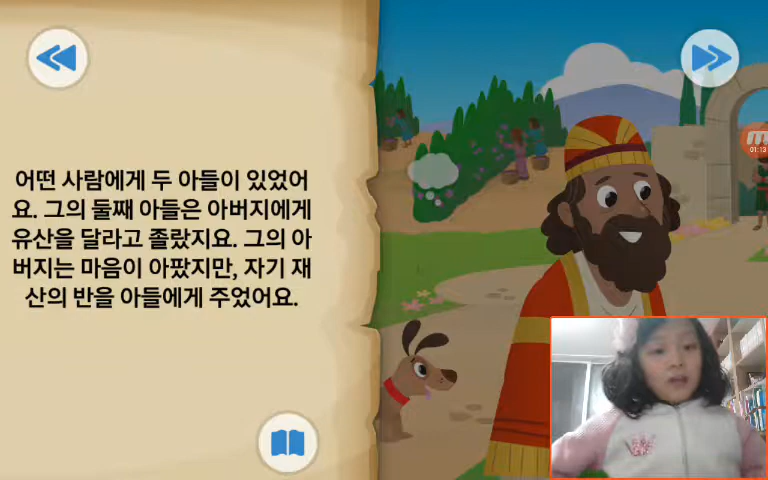 어떤 사람에게 두 아들이 있었어
요. 그의 둘째 아들은 아버지에게
유산을 달라고 졸랐지요. 그의 아
버지는 마음이 아팠지만, 자기 재
산의 반을 아들에게 주었어요.
01:13